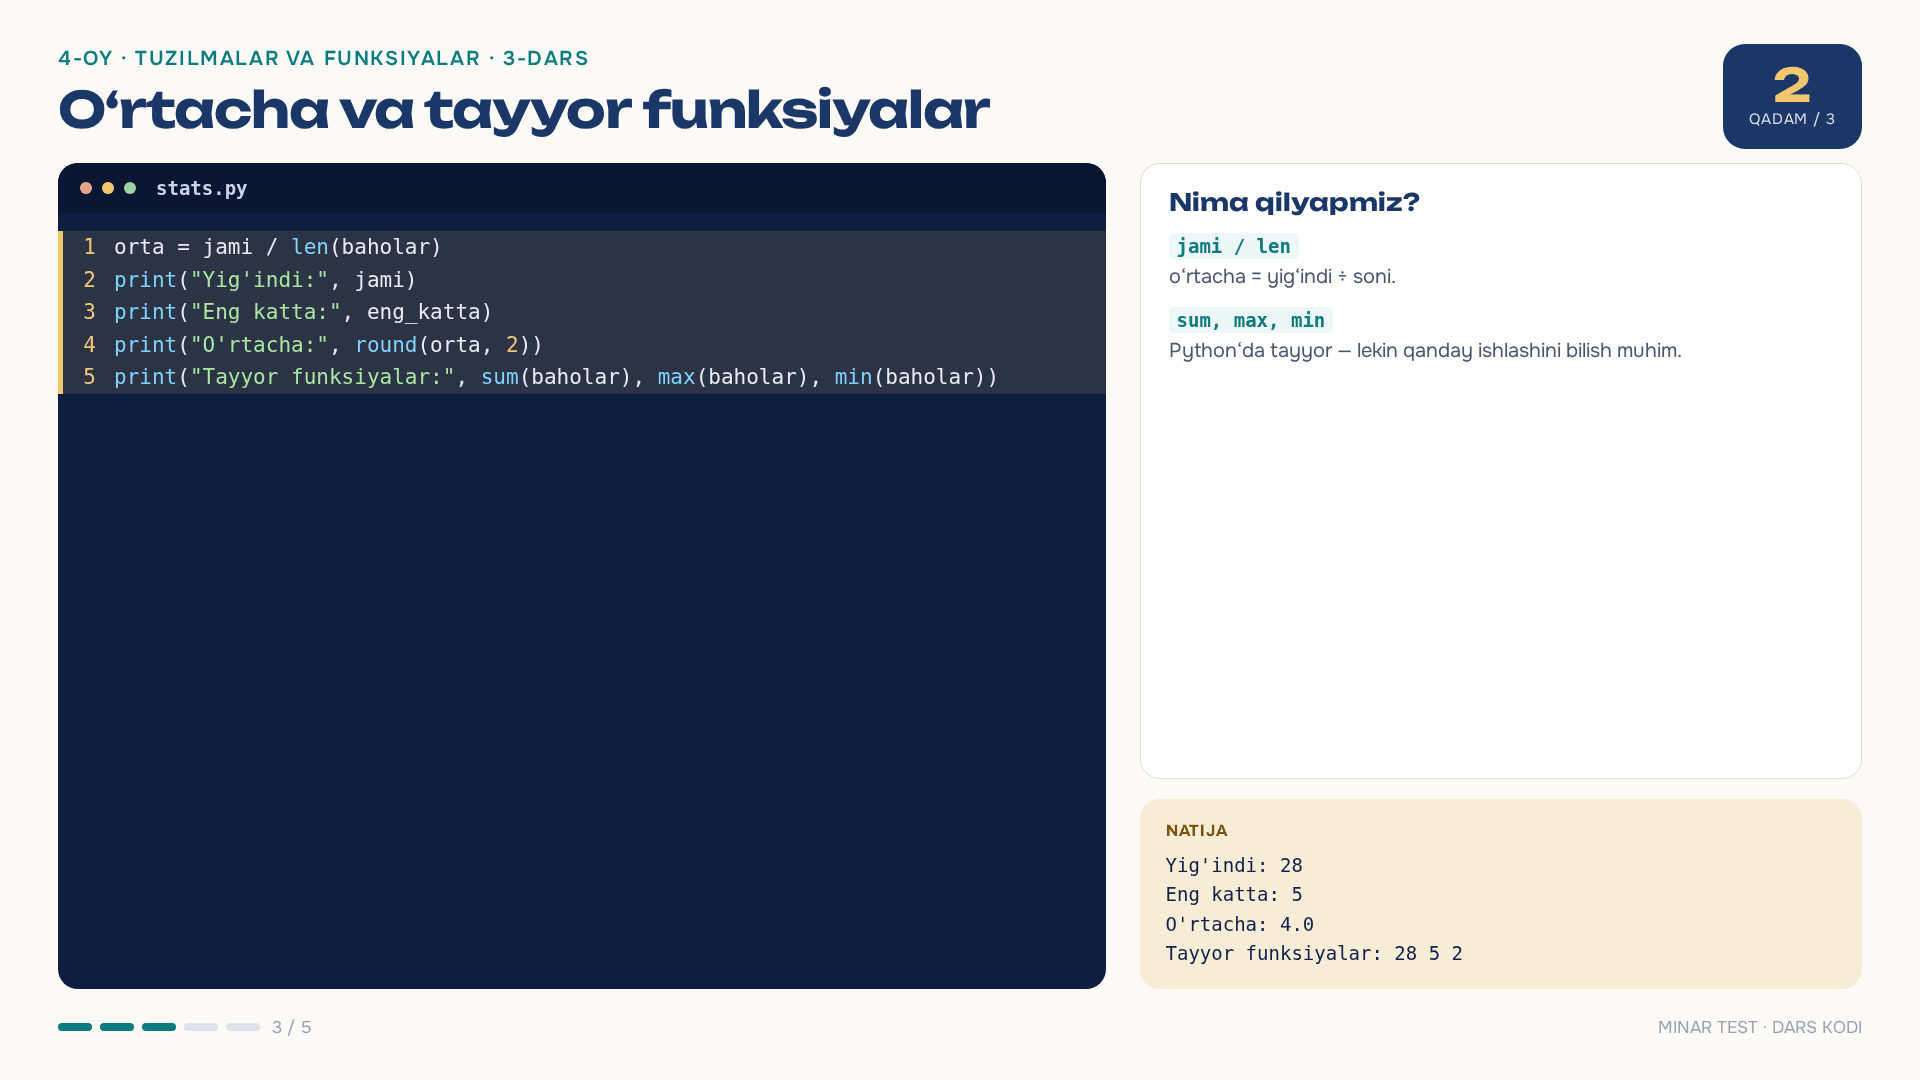 4-OY · TUZILMALAR VA FUNKSIYALAR · 3-DARS
O‘rtacha va tayyor funksiyalar
2
QADAM / 3
stats.py
1 orta = jami / len(baholar)
2 print("Yig'indi:", jami)
3 print("Eng katta:", eng_katta)
4 print("O'rtacha:", round(orta, 2))
5 print("Tayyor funksiyalar:", sum(baholar), max(baholar), min(baholar))
Nima qilyapmiz?
jami / len
o‘rtacha = yig‘indi ÷ soni.
sum, max, min
Python‘da tayyor — lekin qanday ishlashini bilish muhim.
NATIJA
Yig'indi: 28
Eng katta: 5
O'rtacha: 4.0
Tayyor funksiyalar: 28 5 2
3 / 5
MINAR TEST · DARS KODI